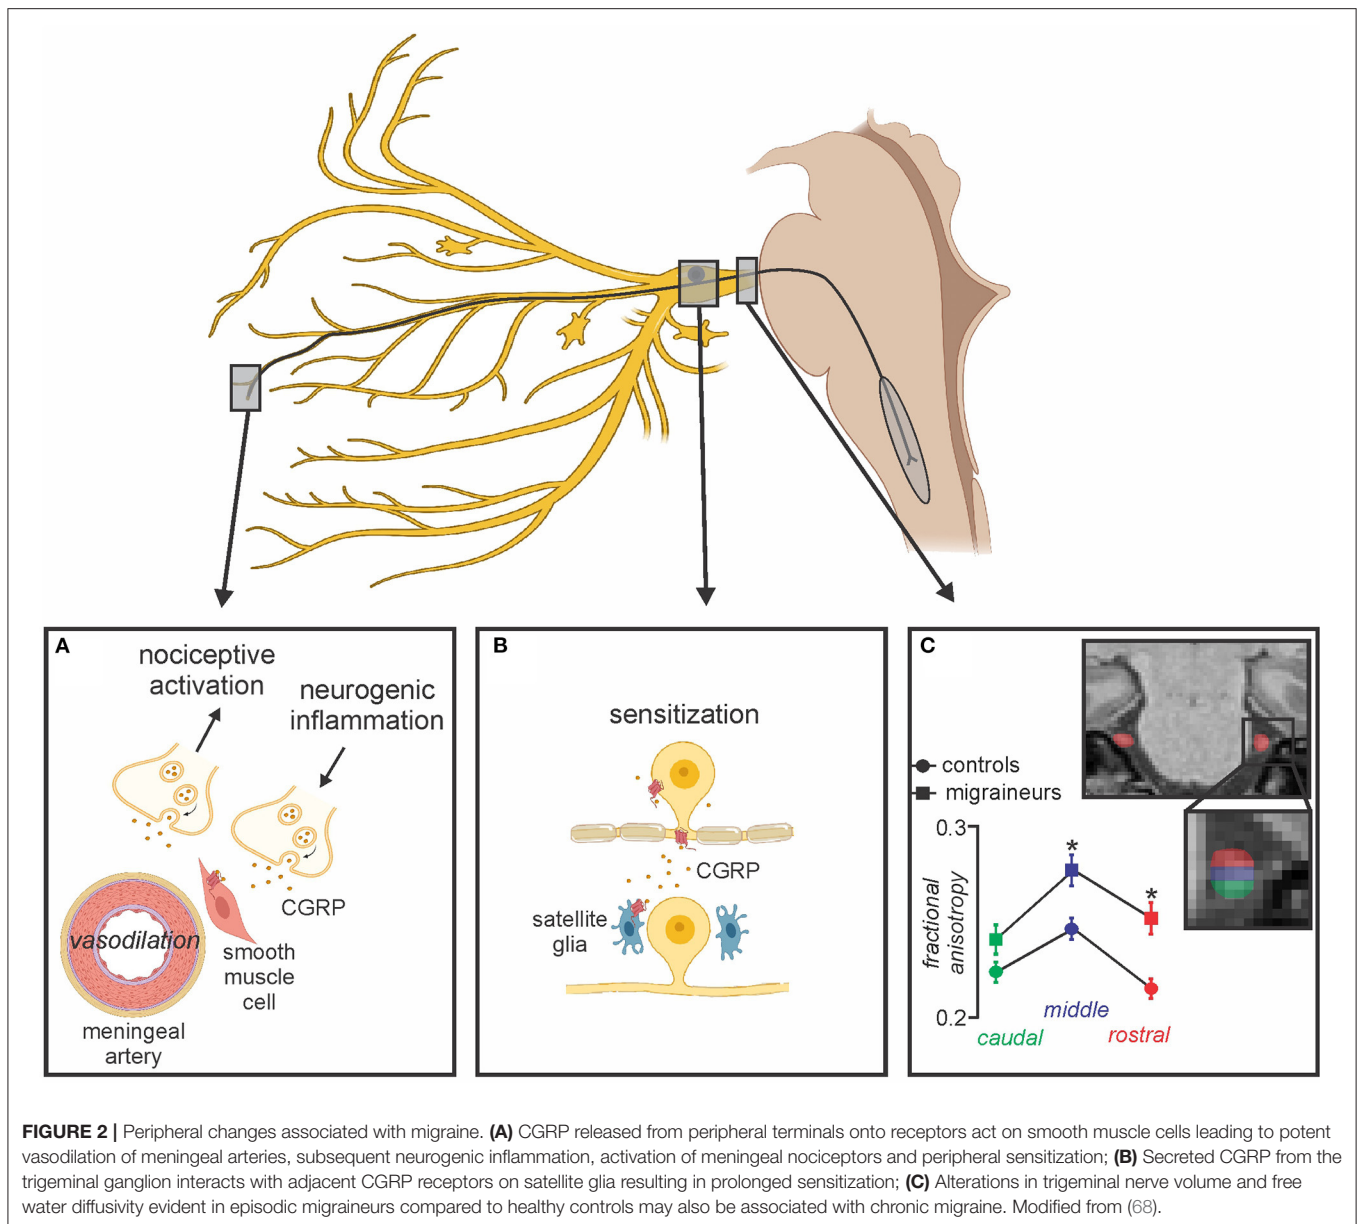 A
nociceptive
activation
neurogenic
inflammation
CGRP
vasodilation
smooth
muscle
cell
meningeal
artery
B
sensitization
CGRP
satellite
glia
C
controls
migraineurs
0.3
fractional
anisotropy
0.2
*
*
caudal
middle
rostral
FIGURE 2 | Peripheral changes associated with migraine. (A) CGRP released from peripheral terminals onto receptors act on smooth muscle cells leading to potent
vasodilation of meningeal arteries, subsequent neurogenic inflammation, activation of meningeal nociceptors and peripheral sensitization; (B) Secreted CGRP from the
trigeminal ganglion interacts with adjacent CGRP receptors on satellite glia resulting in prolonged sensitization; (C) Alterations in trigeminal nerve volume and free
water diffusivity evident in episodic migraineurs compared to healthy controls may also be associated with chronic migraine. Modified from (68).